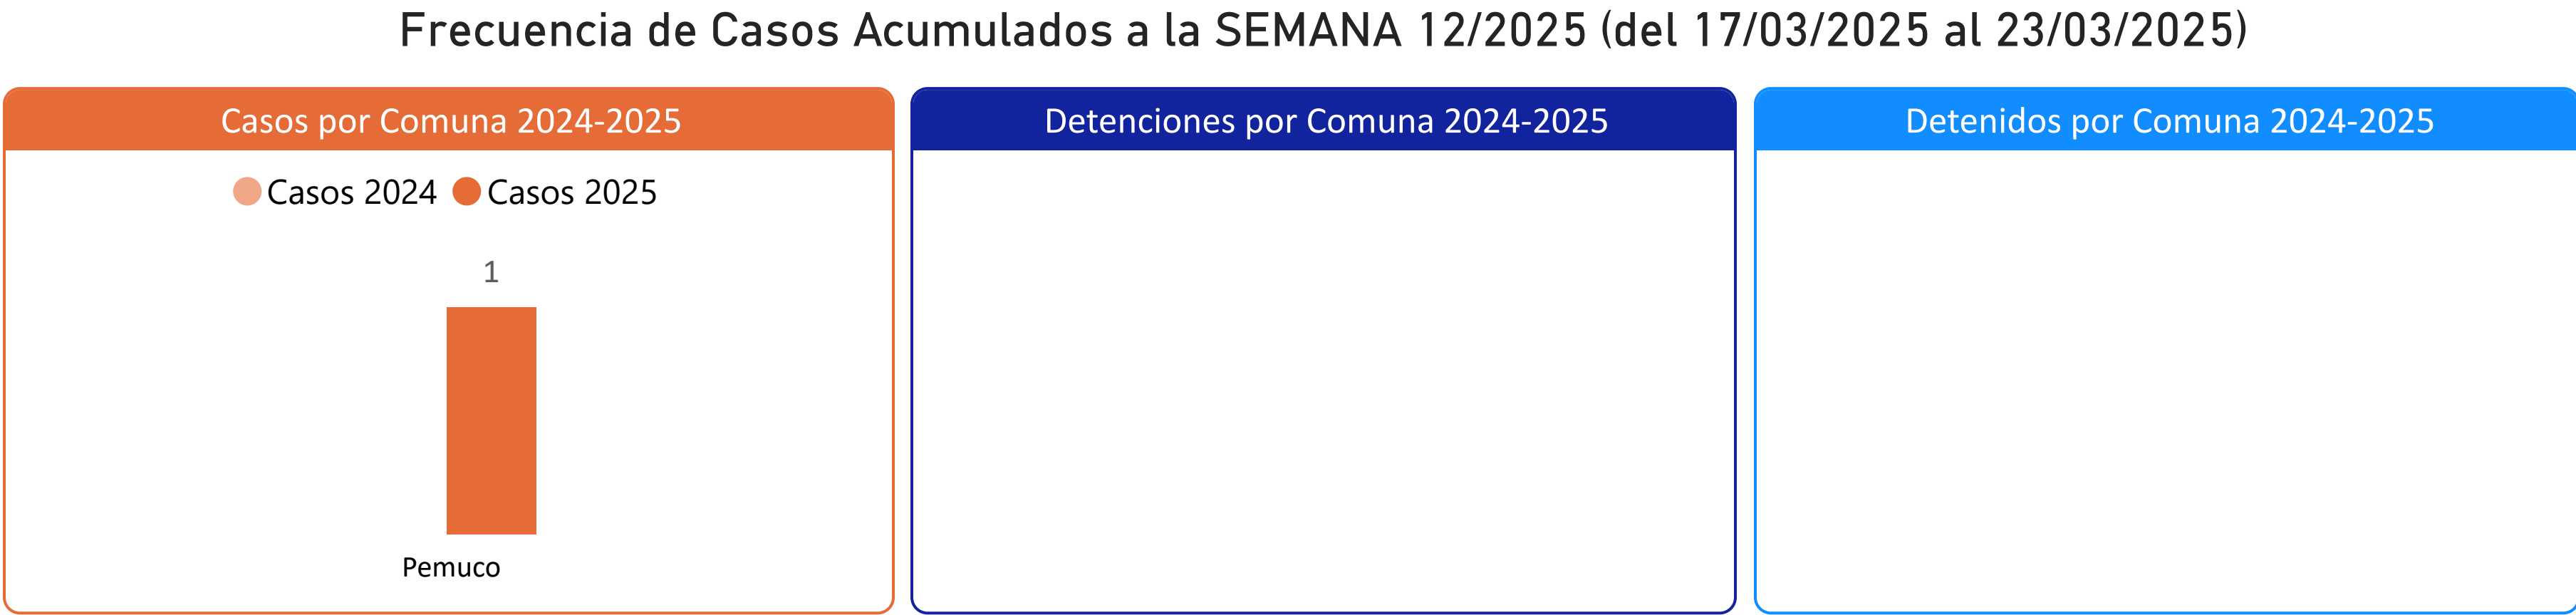 Frecuencia de Casos Acumulados a la SEMANA 12/2025 (del 17/03/2025 al 23/03/2025)
Casos por Comuna 2024-2025
Casos 2024 Casos 2025
1
Pemuco
Detenciones por Comuna 2024-2025
Detenidos por Comuna 2024-2025